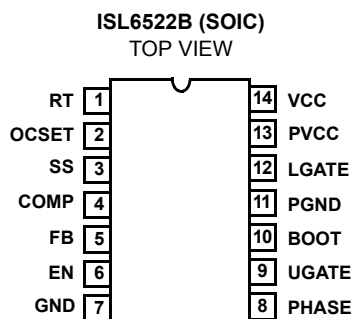 ISL6522B (SOIC)
TOP VIEW
RT 1 14 VCC
OCSET 2 13 PVCC
SS 3 12 LGATE
COMP 4 11 PGND
FB 5 10 BOOT
EN 6 9 UGATE
GND 7 8 PHASE